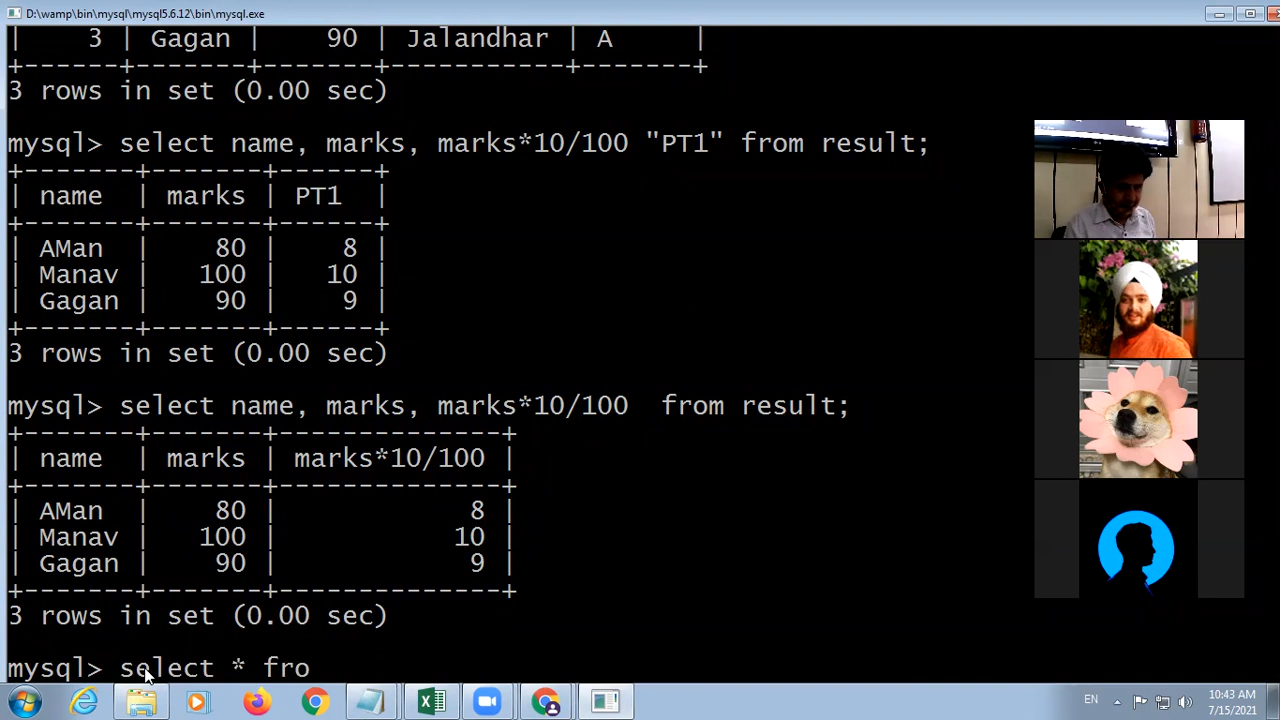 D:\wamp\bin\mysql\mysql5.6.12\bin\mysql.exe
|     3 | Gagan |    90 | Jalandhar | A     |
+-------+-------+-------+-----------+-------+
3 rows in set (0.00 sec)
mysql> select name, marks, marks*10/100 "PT1" from result;
+-------+-------+------+
| name  | marks | PT1  |
+-------+-------+------+
| AMan  |    80 |    8 |
| Manav |   100 |   10 |
| Gagan |    90 |    9 |
+-------+-------+------+
3 rows in set (0.00 sec)
mysql> select name, marks, marks*10/100  from result;
+-------+-------+--------------+
| name  | marks | marks*10/100 |
+-------+-------+--------------+
| AMan  |    80 |            8 |
| Manav |   100 |           10 |
| Gagan |    90 |            9 |
+-------+-------+--------------+
3 rows in set (0.00 sec)
mysql> select * fro
EN
10:43 AM
7/15/2021